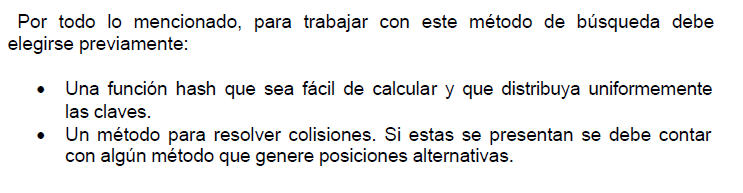 Por todo lo mencionado, para trabajar con este método de búsqueda debe
elegirse previamente:
• Una función hash que sea fácil de calcular y que distribuya uniformemente
las claves.
• Un método para resolver colisiones. Si estas se presentan se debe contar
con algún método que genere posiciones alternativas.